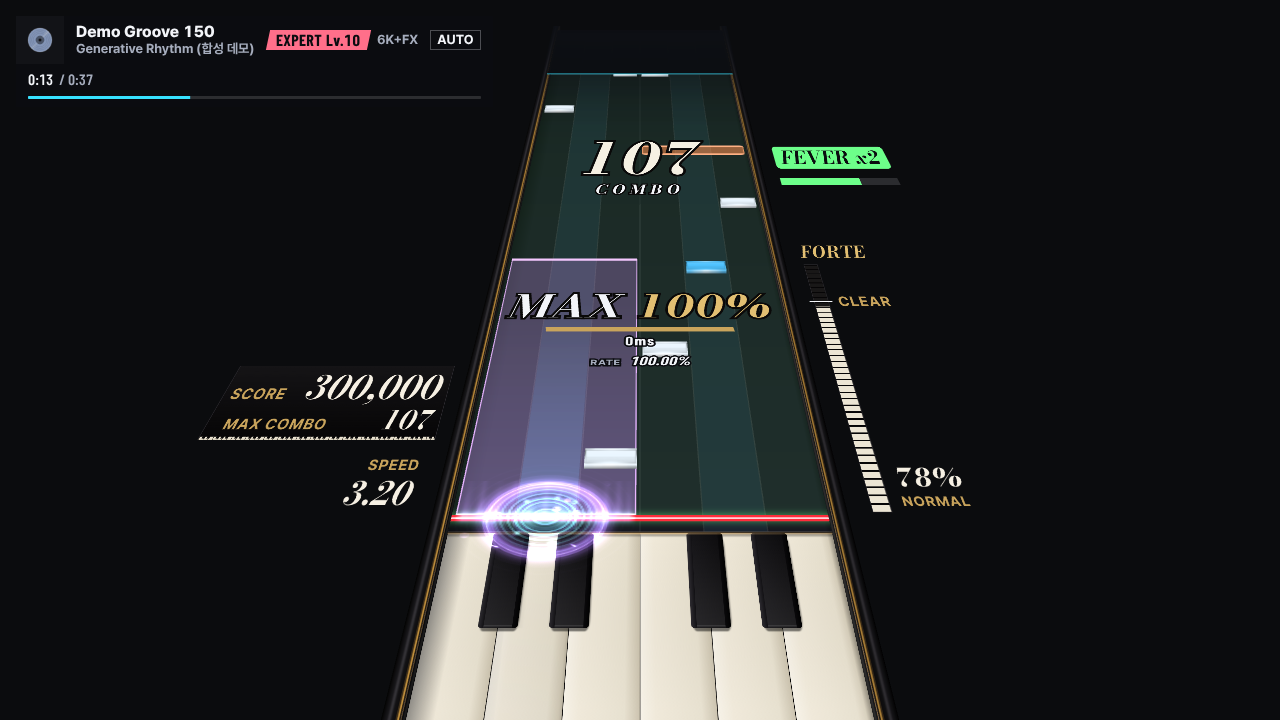 Demo Groove 150
Generative Rhythm (합성 데모)
EXPERT Lv.10
6K+FX
AUTO
0:13 / 0:37
107
COMBO
FEVER x2
FORTE
CLEAR
MAX 100%
0ms
RATE 100.00%
SCORE 300,000
MAX COMBO 107
SPEED
3.20
78%
NORMAL